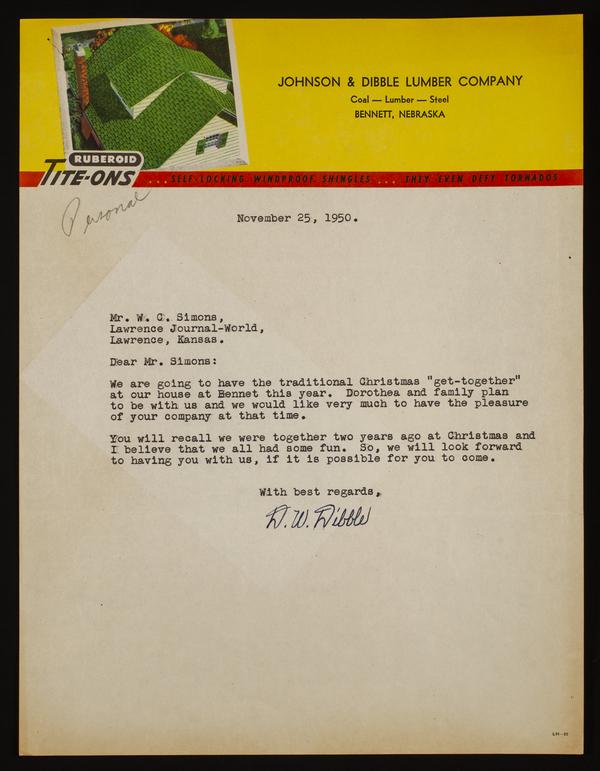 JOHNSON & DIBBLE LUMBER COMPANY
Coal — Lumber — Steel
BENNETT, NEBRASKA
RUBEROID
TITE-ONS
... SELF-LOCKING WINDPROOF SHINGLES ... THEY EVEN DEFY TORNADOS
Personal
November 25, 1950.
Mr. W. C. Simons,
Lawrence Journal-World,
Lawrence, Kansas.
Dear Mr. Simons:
We are going to have the traditional Christmas "get-together"
at our house at Bennet this year. Dorothea and family plan
to be with us and we would like very much to have the pleasure
of your company at that time.
You will recall we were together two years ago at Christmas and
I believe that we all had some fun. So, we will look forward
to having you with us, if it is possible for you to come.
With best regards,
D. W. Dibble